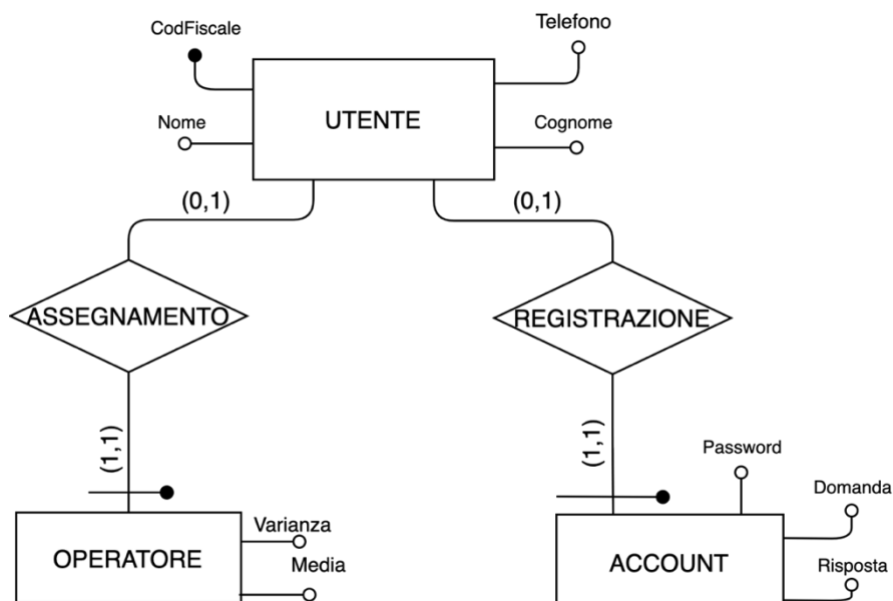 CodFiscale
Telefono
UTENTE
Nome
Cognome
(0,1)
(0,1)
ASSEGNAMENTO
REGISTRAZIONE
(1,1)
(1,1)
Password
Domanda
Varianza
OPERATORE
Media
ACCOUNT
Risposta